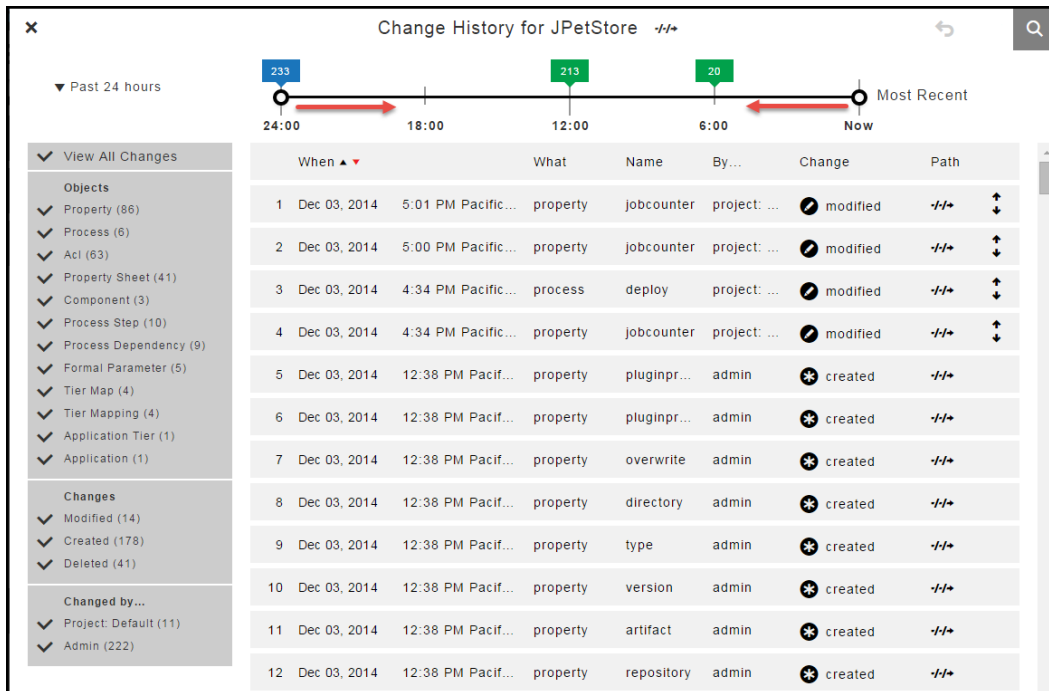 Change History for JPetStore
Past 24 hours
233
213
20
Most Recent
24:00 18:00 12:00 6:00 Now
View All Changes
Objects
Property (86)
Process (6)
Acl (63)
Property Sheet (41)
Component (3)
Process Step (10)
Process Dependency (9)
Formal Parameter (5)
Tier Map (4)
Tier Mapping (4)
Application Tier (1)
Application (1)
Changes
Modified (14)
Created (178)
Deleted (41)
Changed by...
Project: Default (11)
Admin (222)
When What Name By... Change Path
1 Dec 03, 2014 5:01 PM Pacific... property jobcounter project: ... modified
2 Dec 03, 2014 5:00 PM Pacific... property jobcounter project: ... modified
3 Dec 03, 2014 4:34 PM Pacific... process deploy project: ... modified
4 Dec 03, 2014 4:34 PM Pacific... property jobcounter project: ... modified
5 Dec 03, 2014 12:38 PM Pacif... property pluginpr... admin created
6 Dec 03, 2014 12:38 PM Pacif... property pluginpr... admin created
7 Dec 03, 2014 12:38 PM Pacif... property overwrite admin created
8 Dec 03, 2014 12:38 PM Pacif... property directory admin created
9 Dec 03, 2014 12:38 PM Pacif... property type admin created
10 Dec 03, 2014 12:38 PM Pacif... property version admin created
11 Dec 03, 2014 12:38 PM Pacif... property artifact admin created
12 Dec 03, 2014 12:38 PM Pacif... property repository admin created